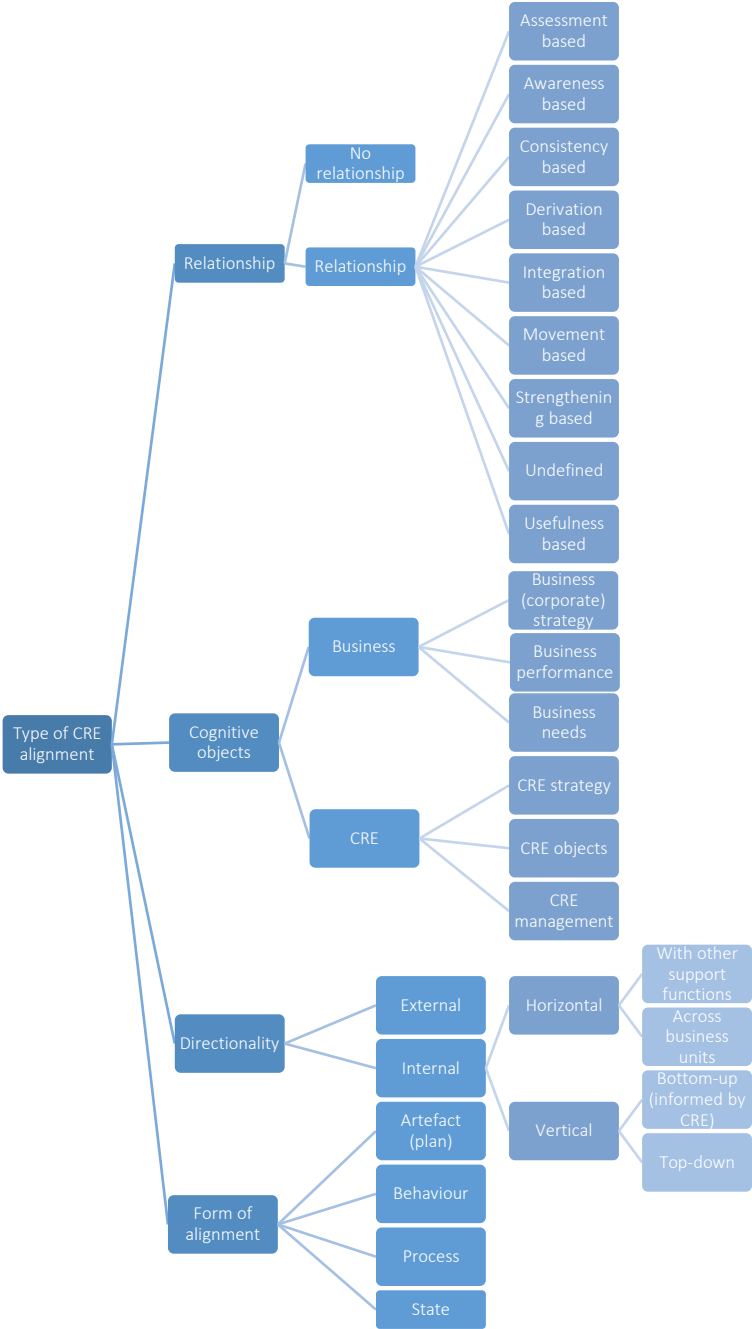 Assessment
based
Awareness
based
Consistency
based
No
relationship
Derivation
based
Relationship
Relationship
Integration
based
Movement
based
Strengthenin
g based
Undefined
Usefulness
based
Business
(corporate)
strategy
Business
Business
performance
Business
needs
Type of CRE
alignment
Cognitive
objects
CRE strategy
CRE
CRE objects
CRE
management
With other
support
functions
External
Horizontal
Across
business
units
Directionality
Internal
Bottom-up
(informed by
CRE)
Artefact
(plan)
Vertical
Top-down
Behaviour
Form of
alignment
Process
State